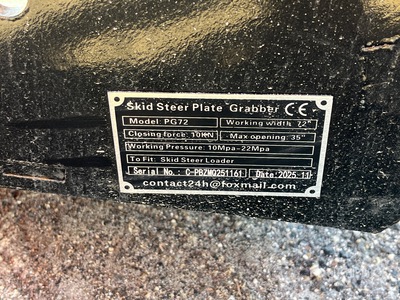 Skid Steer Plate Grabber CE
Model: PG72 Working width: 72"
Closing force: 10KN Max opening: 35"
Working Pressure: 10Mpa-22Mpa
To Fit: Skid Steer Loader
Serial No.: C-PBZMQ251161 Date: 2025.11
contact24h@foxmail.com